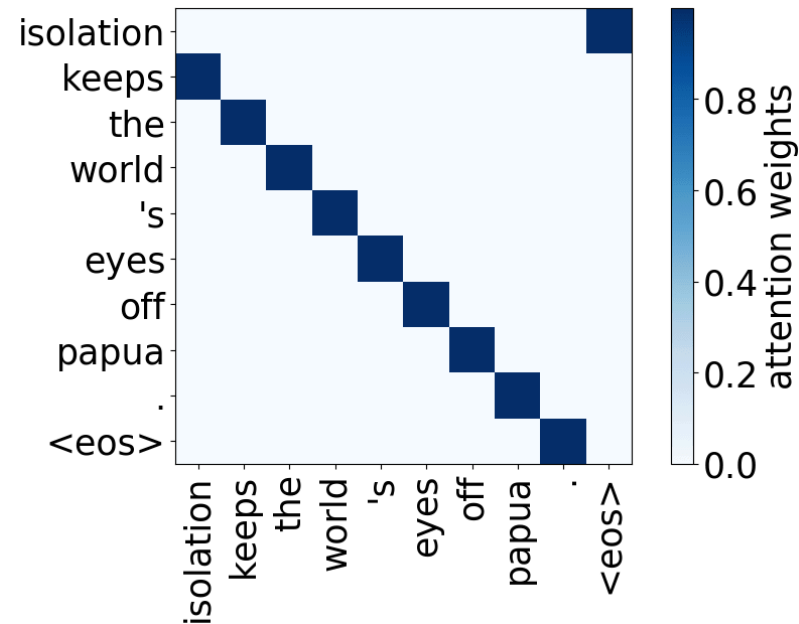 isolation
keeps
the
world
's
eyes
off
papua
.
<eos>
isolation
keeps
the
world
's
eyes
off
papua
.
<eos>
0.8
0.6
0.4
0.2
0.0
attention weights